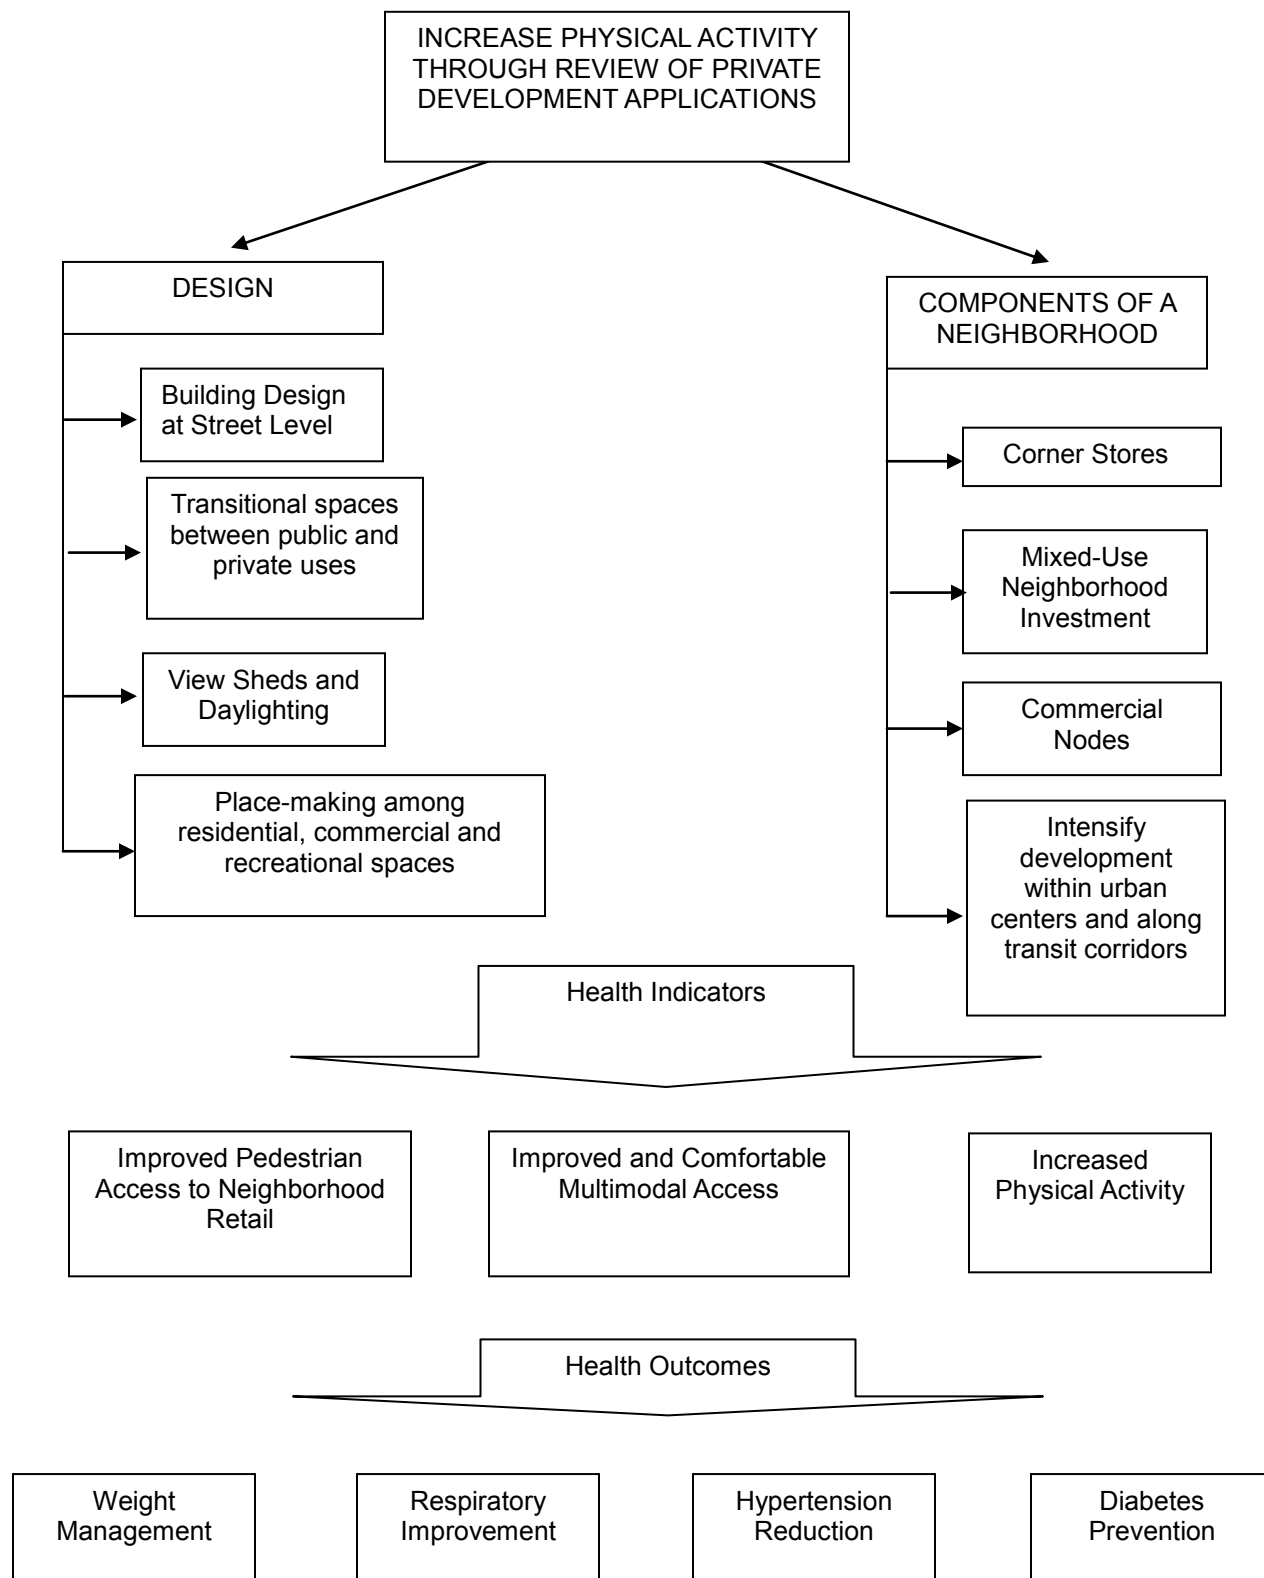 INCREASE PHYSICAL ACTIVITY
THROUGH REVIEW OF PRIVATE
DEVELOPMENT APPLICATIONS
DESIGN
Building Design
at Street Level
Transitional spaces
between public and
private uses
View Sheds and
Daylighting
Place-making among
residential, commercial and
recreational spaces
COMPONENTS OF A
NEIGHBORHOOD
Corner Stores
Mixed-Use
Neighborhood
Investment
Commercial
Nodes
Intensify
development
within urban
centers and along
transit corridors
Health Indicators
Improved Pedestrian
Access to Neighborhood
Retail
Improved and Comfortable
Multimodal Access
Increased
Physical Activity
Health Outcomes
Weight
Management
Respiratory
Improvement
Hypertension
Reduction
Diabetes
Prevention